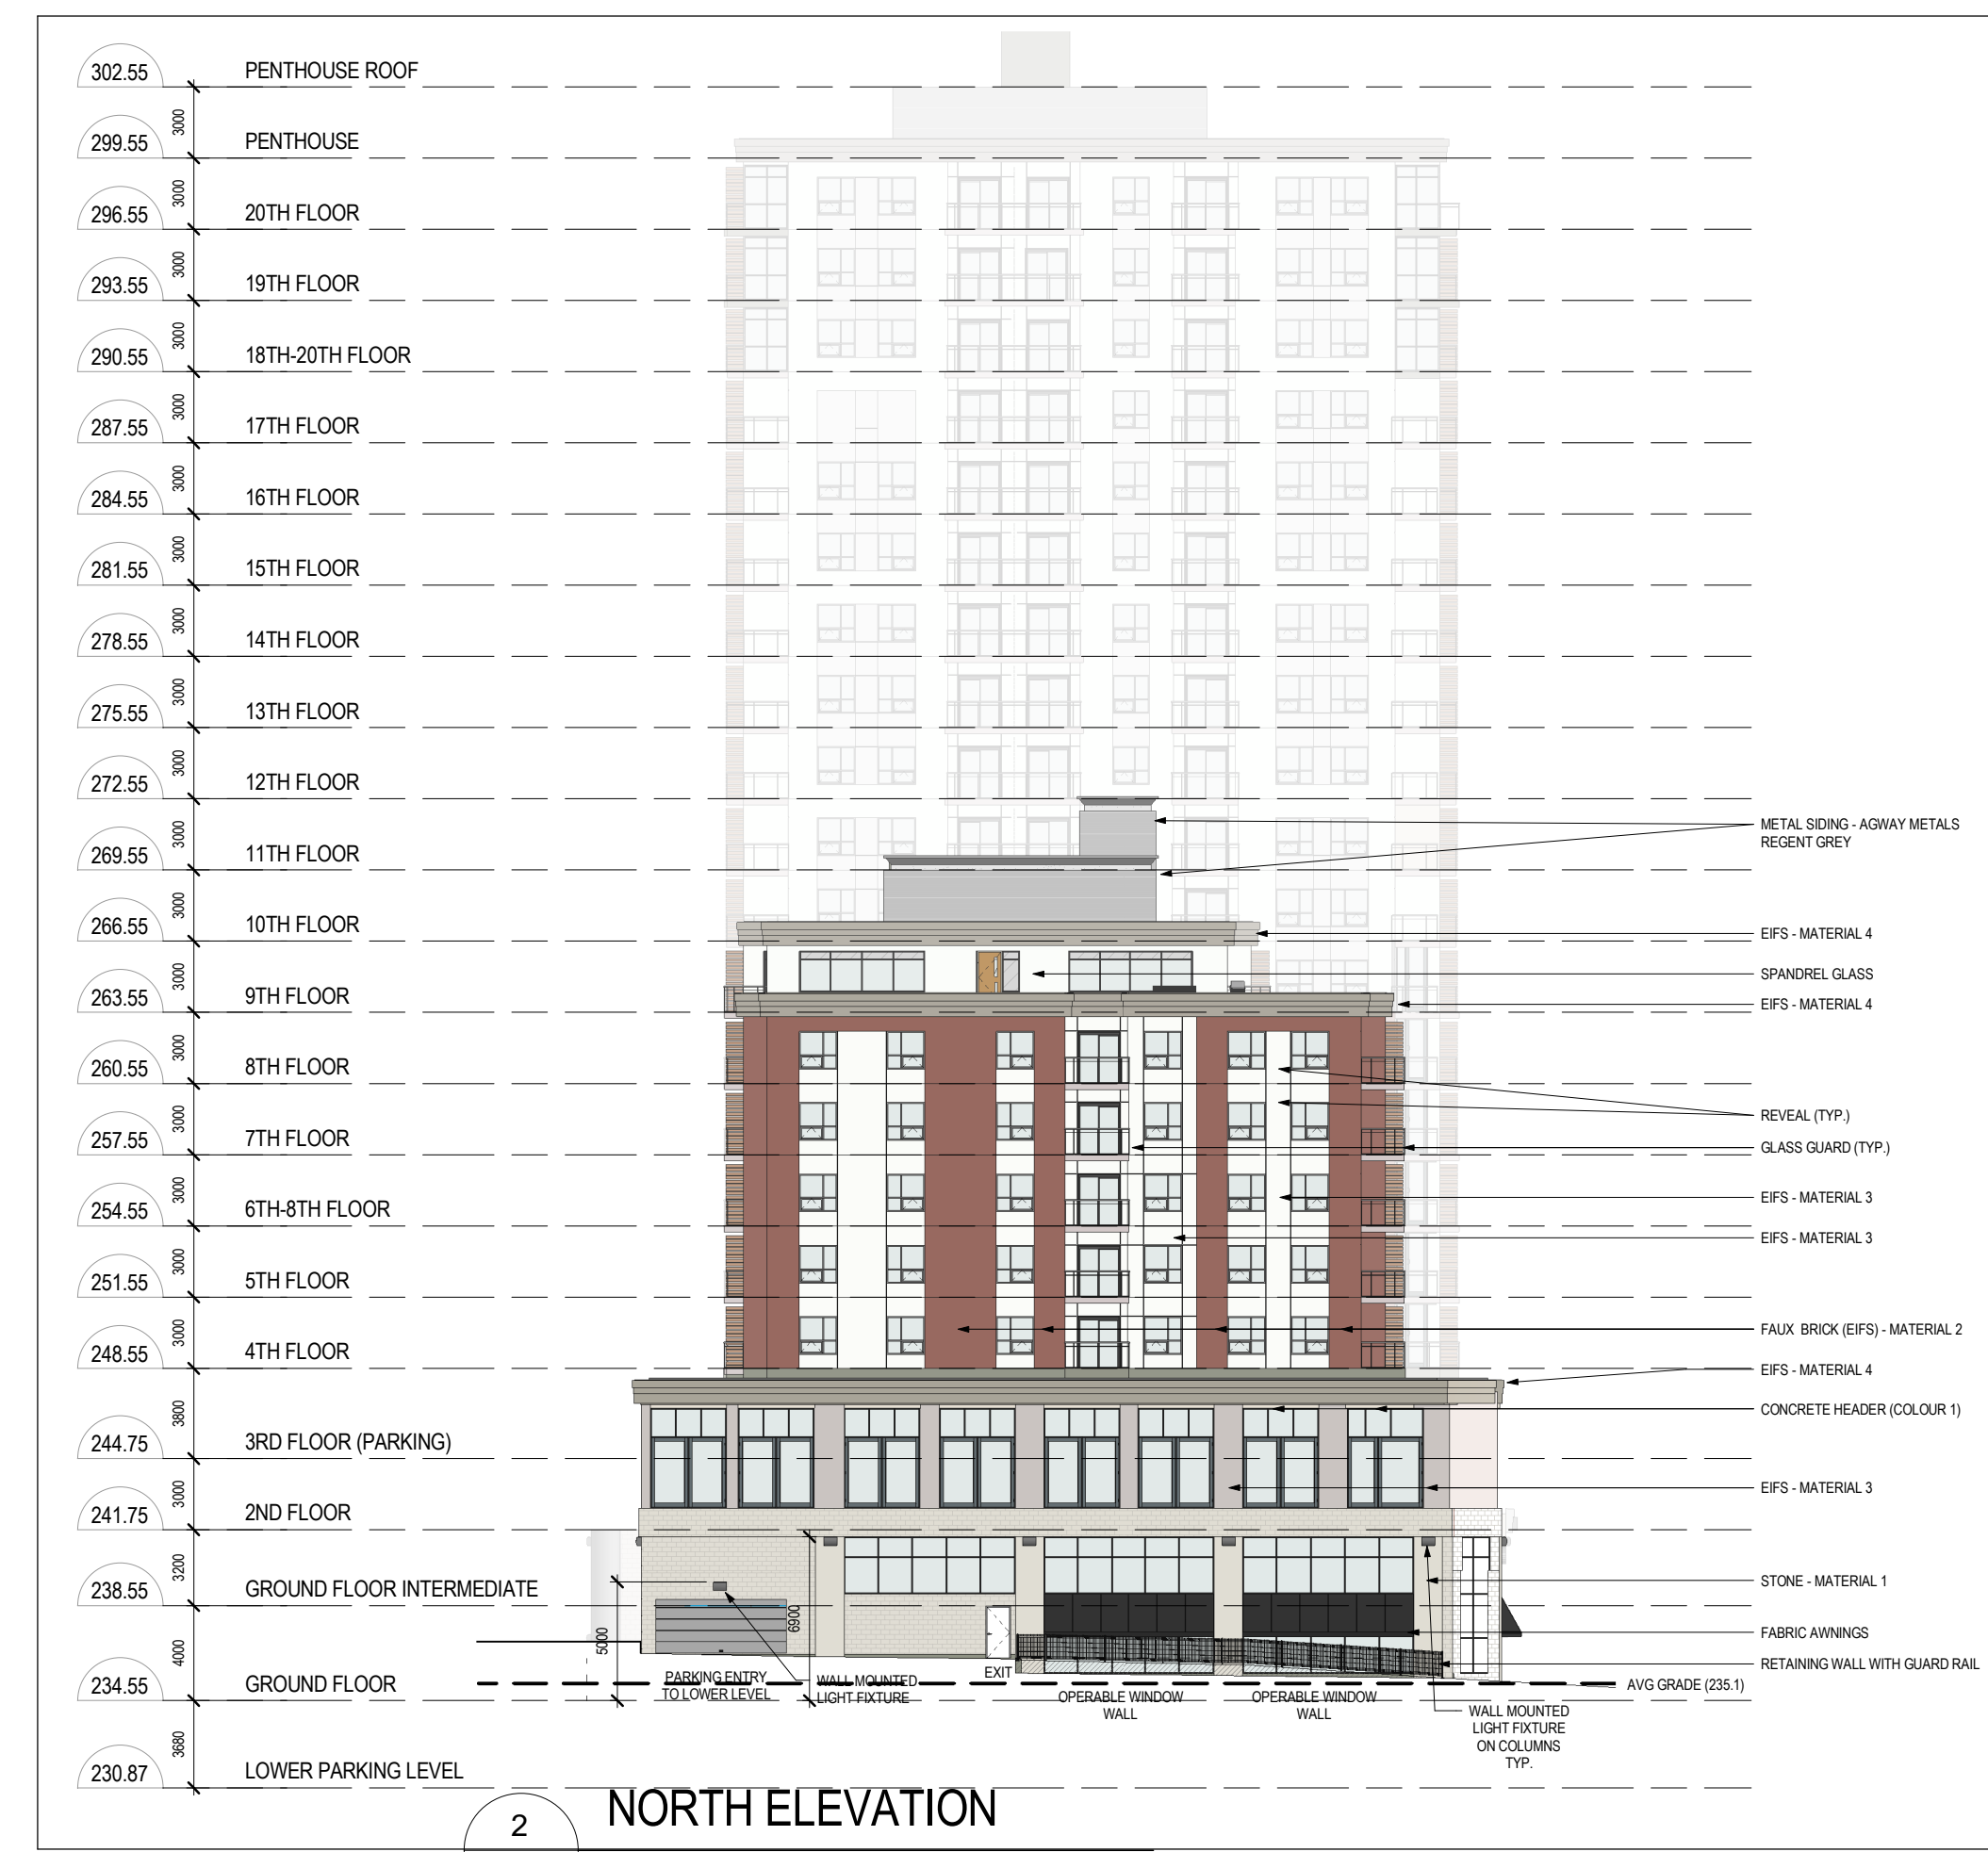 302.55 PENTHOUSE ROOF
3000
299.55 PENTHOUSE
3000
296.55 20TH FLOOR
3000
293.55 19TH FLOOR
3000
290.55 18TH-20TH FLOOR
3000
287.55 17TH FLOOR
3000
284.55 16TH FLOOR
3000
281.55 15TH FLOOR
3000
278.55 14TH FLOOR
3000
275.55 13TH FLOOR
3000
272.55 12TH FLOOR
3000
269.55 11TH FLOOR
3000
266.55 10TH FLOOR
3000
263.55 9TH FLOOR
3000
260.55 8TH FLOOR
3000
257.55 7TH FLOOR
3000
254.55 6TH-8TH FLOOR
3000
251.55 5TH FLOOR
3000
248.55 4TH FLOOR
3800
244.75 3RD FLOOR (PARKING)
3000
241.75 2ND FLOOR
3200
238.55 GROUND FLOOR INTERMEDIATE
4000
234.55 GROUND FLOOR
3680
230.87 LOWER PARKING LEVEL
METAL SIDING - AGWAY METALS
REGENT GREY
EIFS - MATERIAL 4
SPANDREL GLASS
EIFS - MATERIAL 4
REVEAL (TYP.)
GLASS GUARD (TYP.)
EIFS - MATERIAL 3
EIFS - MATERIAL 3
FAUX BRICK (EIFS) - MATERIAL 2
EIFS - MATERIAL 4
CONCRETE HEADER (COLOUR 1)
EIFS - MATERIAL 3
STONE - MATERIAL 1
FABRIC AWNINGS
RETAINING WALL WITH GUARD RAIL
AVG GRADE (235.1)
5000
6900
PARKING ENTRY
TO LOWER LEVEL
WALL MOUNTED
LIGHT FIXTURE
EXIT
OPERABLE WINDOW
WALL
OPERABLE WINDOW
WALL
WALL MOUNTED
LIGHT FIXTURE
ON COLUMNS
TYP.
2 NORTH ELEVATION